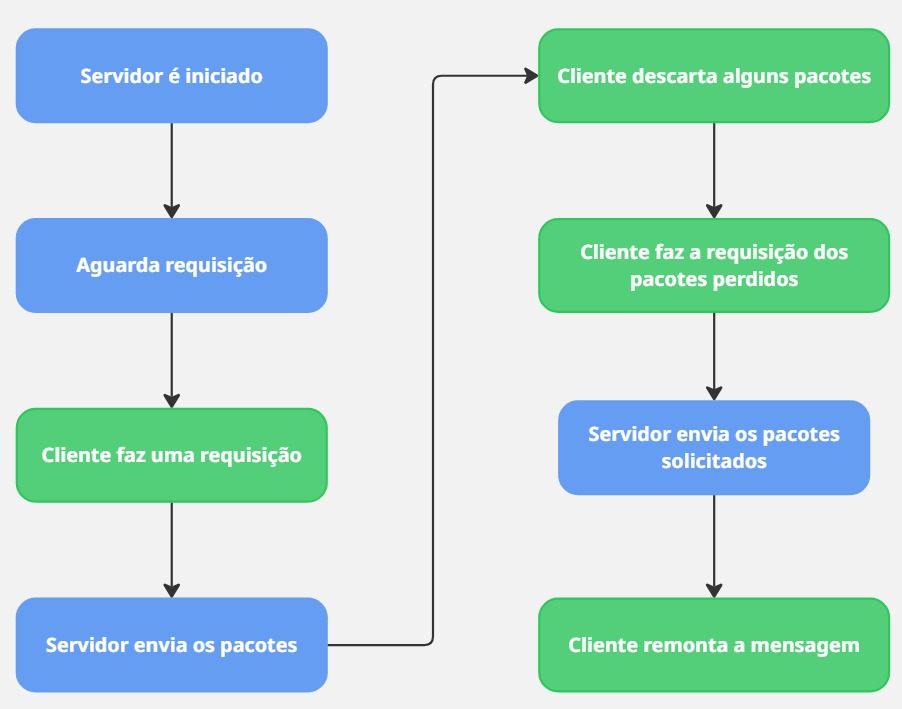 Servidor é iniciado
Aguarda requisição
Cliente faz uma requisição
Servidor envia os pacotes
Cliente descarta alguns pacotes
Cliente faz a requisição dos
pacotes perdidos
Servidor envia os pacotes
solicitados
Cliente remonta a mensagem